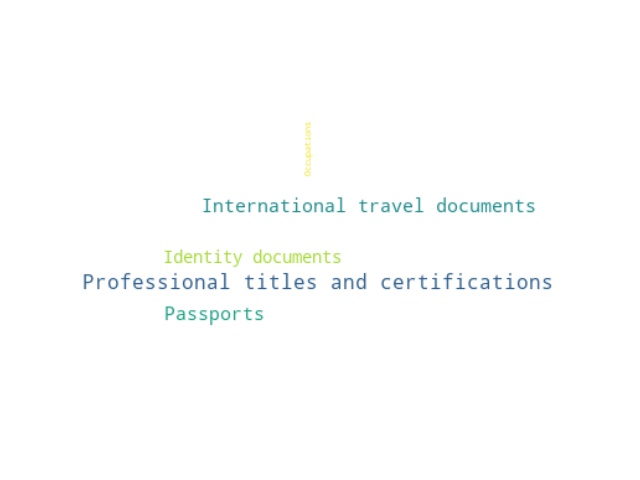 Occupations
International travel documents
Identity documents
Professional titles and certifications
Passports